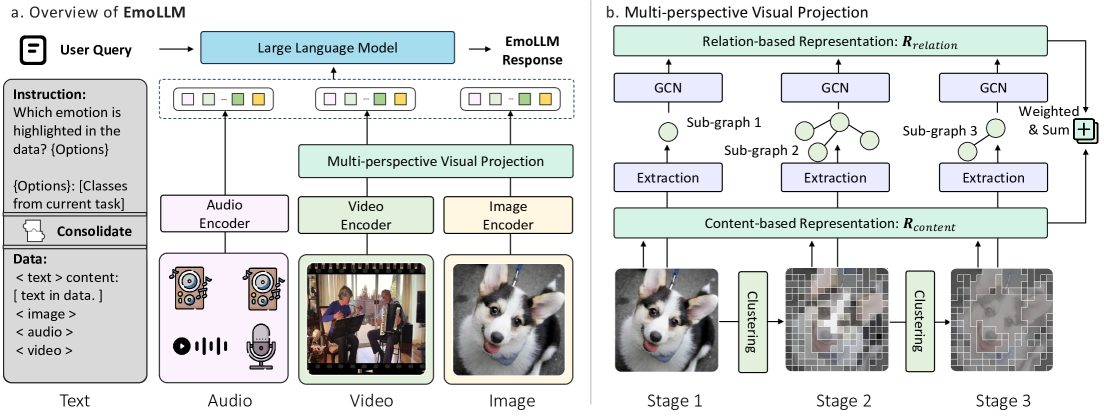 a. Overview of EmoLLM
User Query
Large Language Model
EmoLLM
Response
Instruction:
Which emotion is
highlighted in the
data? {Options}
{Options}: [Classes
from current task]
Consolidate
Data:
< text > content:
[ text in data. ]
< image >
< audio >
< video >
Multi-perspective Visual Projection
Audio
Encoder
Video
Encoder
Image
Encoder
Text
Audio
Video
Image
b. Multi-perspective Visual Projection
Relation-based Representation: R_relation
GCN
GCN
GCN
Sub-graph 1
Sub-graph 2
Sub-graph 3
Weighted
& Sum
Extraction
Extraction
Extraction
Content-based Representation: R_content
Clustering
Clustering
Stage 1
Stage 2
Stage 3